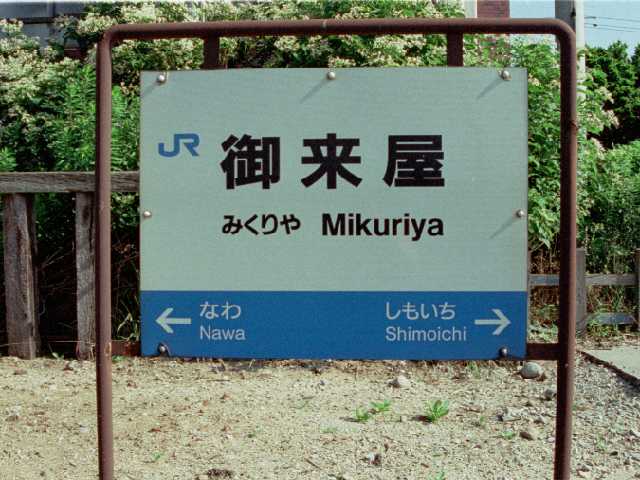 JR 御来屋
みくりや Mikuriya
← なわ しもいち →
Nawa Shimoichi